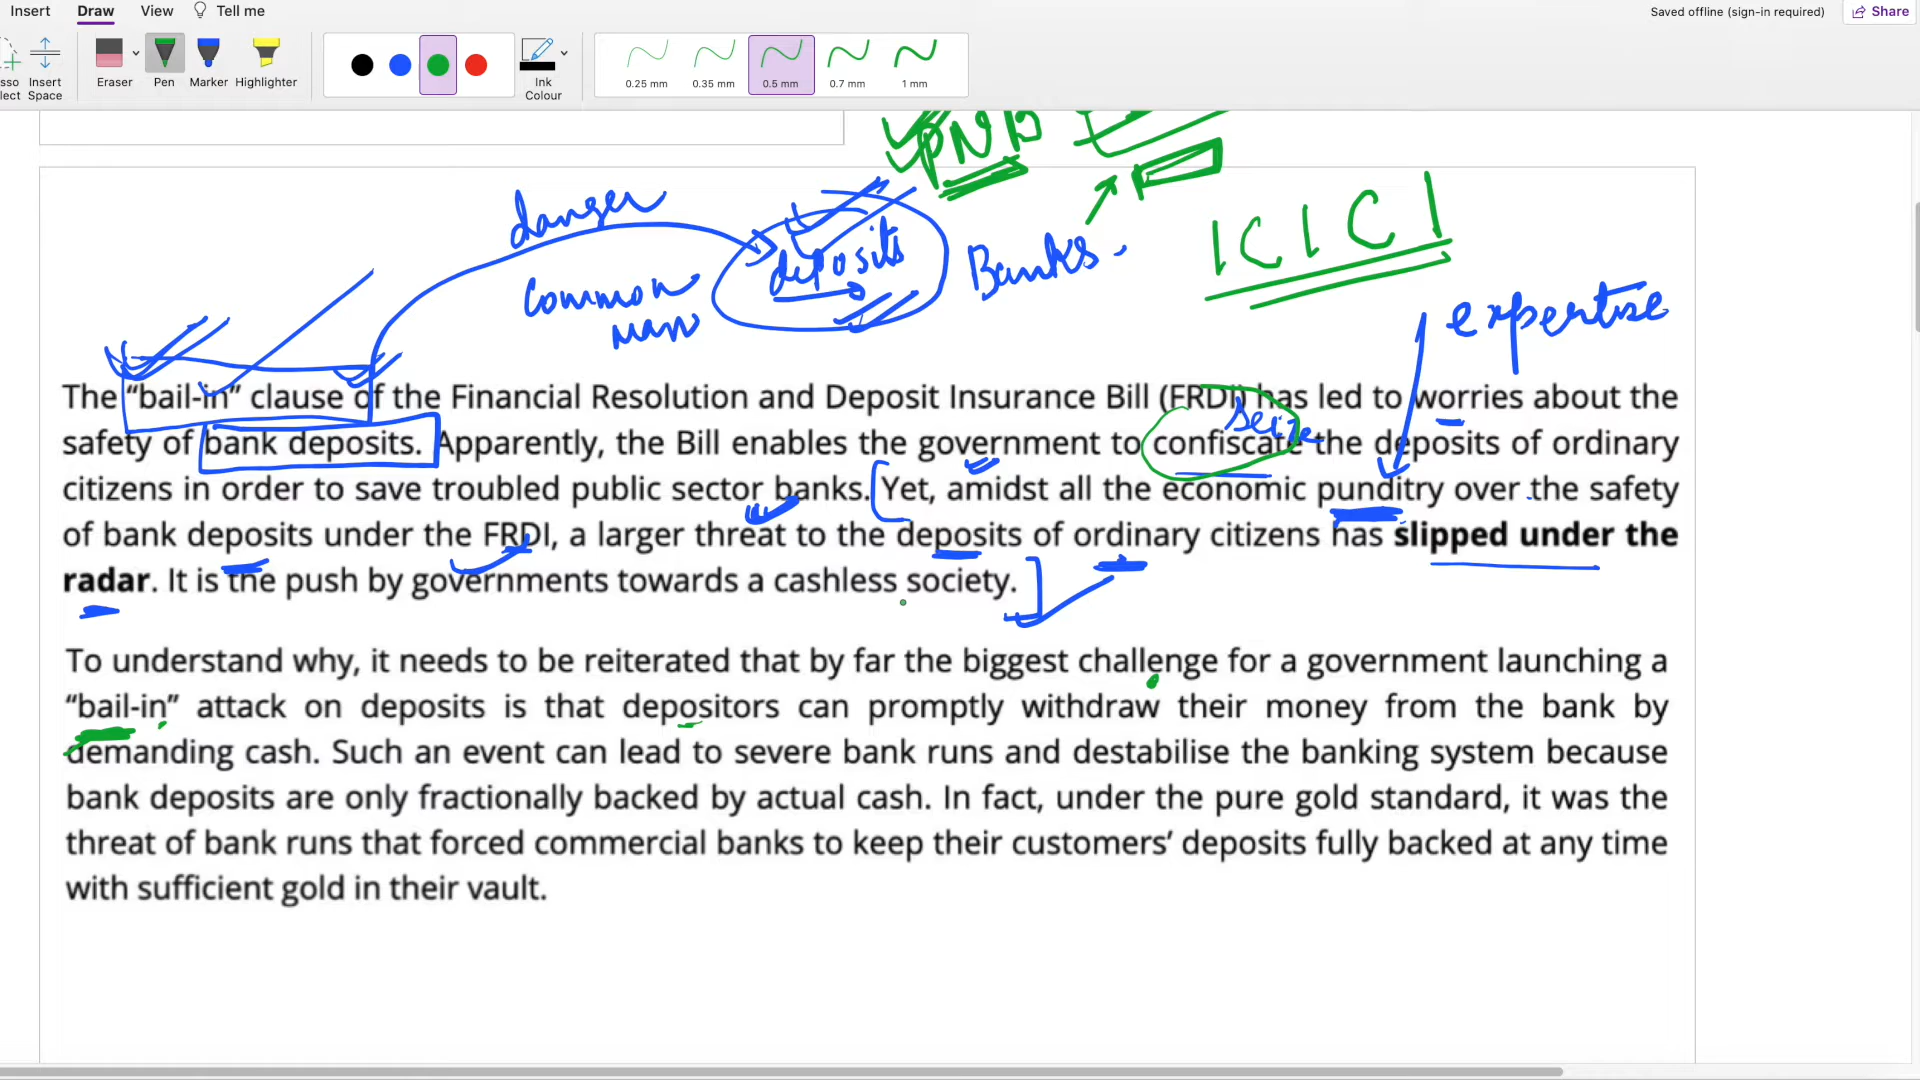 Insert Draw View Tell me
Saved offline (sign-in required) Share
Insert Space
Eraser Pen Marker Highlighter
Ink Colour
0.25 mm 0.35 mm 0.5 mm 0.7 mm 1 mm
PNB
danger
deposits
Banks.
ICICI
common man
expertise
The “bail-in” clause of the Financial Resolution and Deposit Insurance Bill (FRDI) has led to worries about the
seize
safety of bank deposits. Apparently, the Bill enables the government to confiscate the deposits of ordinary
citizens in order to save troubled public sector banks. Yet, amidst all the economic punditry over the safety
of bank deposits under the FRDI, a larger threat to the deposits of ordinary citizens has slipped under the
radar. It is the push by governments towards a cashless society.
To understand why, it needs to be reiterated that by far the biggest challenge for a government launching a
“bail-in” attack on deposits is that depositors can promptly withdraw their money from the bank by
demanding cash. Such an event can lead to severe bank runs and destabilise the banking system because
bank deposits are only fractionally backed by actual cash. In fact, under the pure gold standard, it was the
threat of bank runs that forced commercial banks to keep their customers’ deposits fully backed at any time
with sufficient gold in their vault.